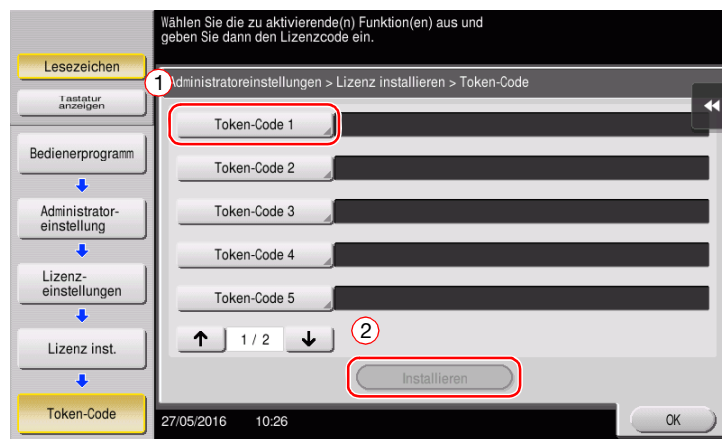 Wählen Sie die zu aktivierende(n) Funktion(en) aus und
geben Sie dann den Lizenzcode ein.
Lesezeichen
Tastatur
anzeigen
Bedienerprogramm
Administrator-
einstellung
Lizenz-
einstellungen
Lizenz inst.
Token-Code
1
Administratoreinstellungen > Lizenz installieren > Token-Code
Token-Code 1
Token-Code 2
Token-Code 3
Token-Code 4
Token-Code 5
1 / 2
2
Installieren
27/05/2016 10:26
OK